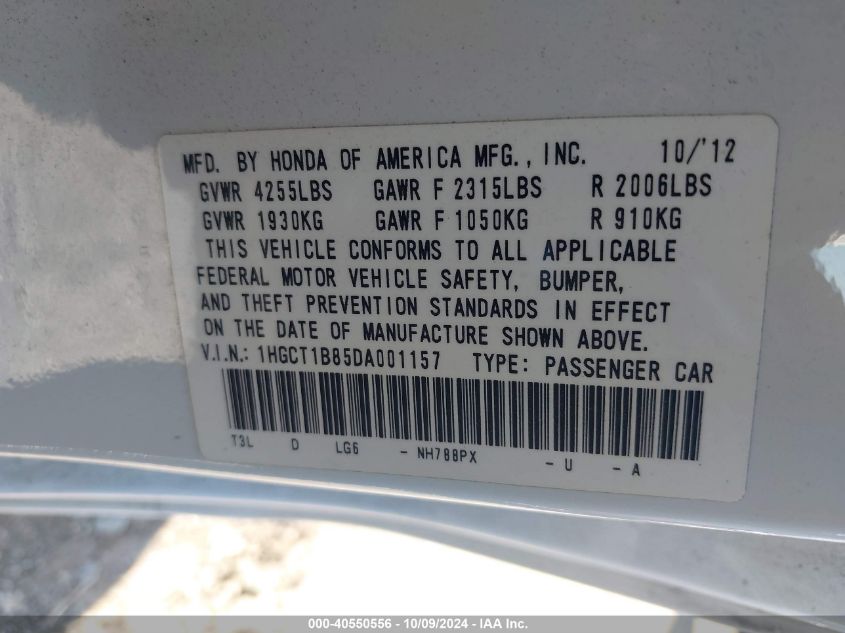 MFD. BY HONDA OF AMERICA MFG., INC. 10/'12
GVWR 4255LBS GAWR F 2315LBS R 2006LBS
GVWR 1930KG GAWR F 1050KG R 910KG
THIS VEHICLE CONFORMS TO ALL APPLICABLE
FEDERAL MOTOR VEHICLE SAFETY, BUMPER,
AND THEFT PREVENTION STANDARDS IN EFFECT
ON THE DATE OF MANUFACTURE SHOWN ABOVE.
V.I.N.: 1HGCT1B85DA001157 TYPE: PASSENGER CAR
T3L D LG6 - NH788PX - U - A
000-40550556 - 10/09/2024 - IAA Inc.